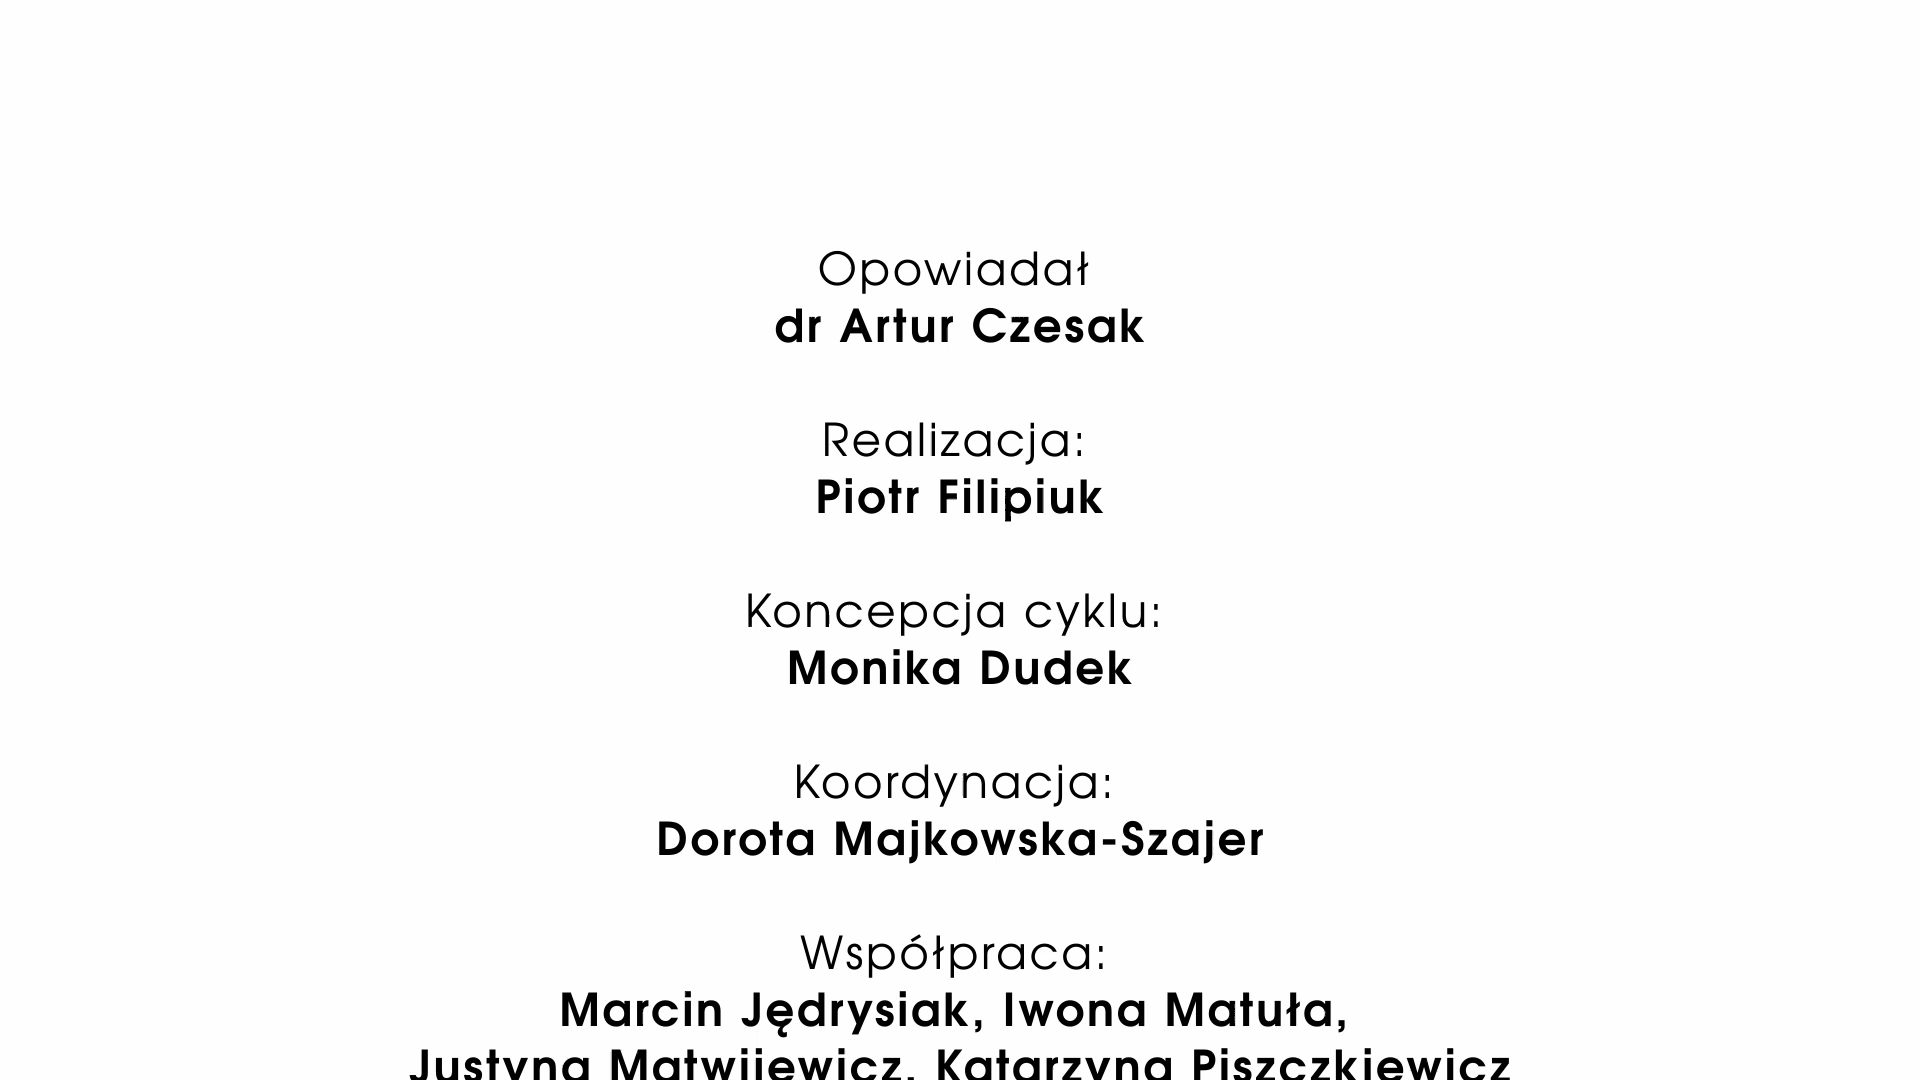 Opowiadał
dr Artur Czesak
Realizacja:
Piotr Filipiuk
Koncepcja cyklu:
Monika Dudek
Koordynacja:
Dorota Majkowska-Szajer
Współpraca:
Marcin Jędrysiak, Iwona Matuła,
Justyna Matwijewicz, Katarzyna Piszczkiewicz